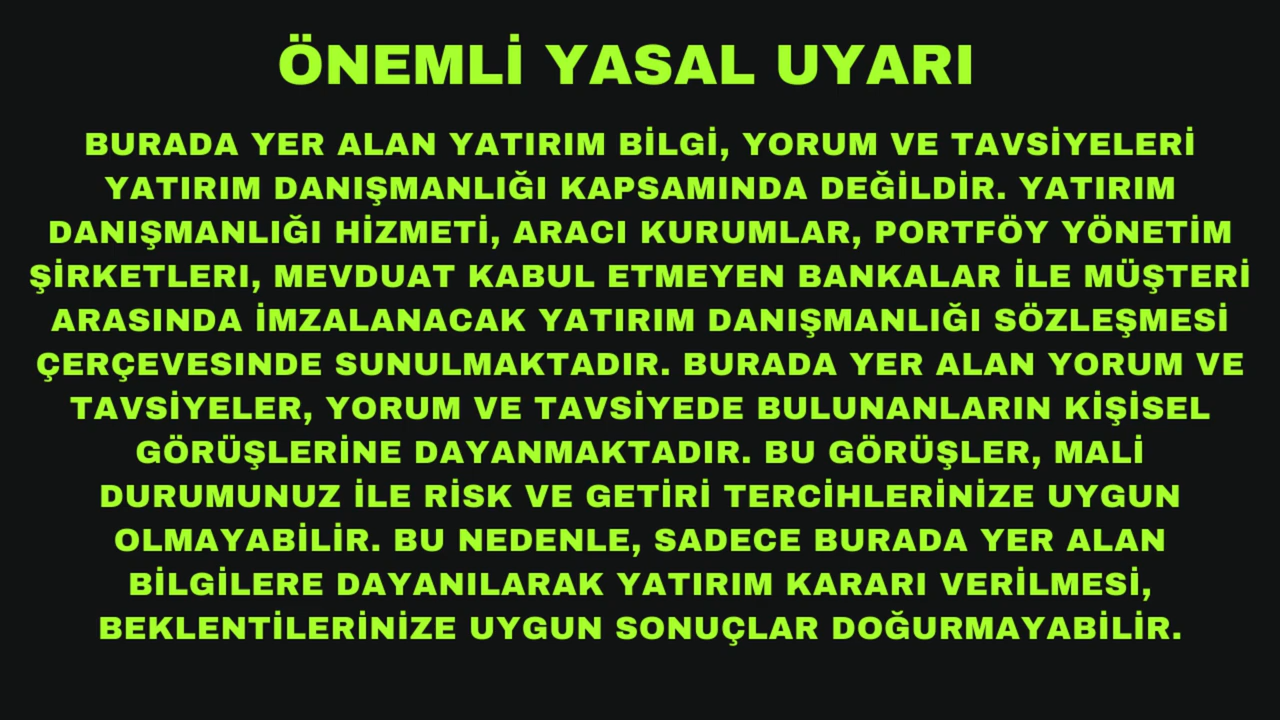 ÖNEMLİ YASAL UYARI
BURADA YER ALAN YATIRIM BİLGİ, YORUM VE TAVSİYELERİ
YATIRIM DANIŞMANLIĞI KAPSAMINDA DEĞİLDİR. YATIRIM
DANIŞMANLIĞI HİZMETİ, ARACI KURUMLAR, PORTFÖY YÖNETİM
ŞİRKETLERI, MEVDUAT KABUL ETMEYEN BANKALAR İLE MÜŞTERİ
ARASINDA İMZALANACAK YATIRIM DANIŞMANLIĞI SÖZLEŞMESİ
ÇERÇEVESINDE SUNULMAKTADIR. BURADA YER ALAN YORUM VE
TAVSİYELER, YORUM VE TAVSİYEDE BULUNANLARIN KİŞİSEL
GÖRÜŞLERİNE DAYANMAKTADIR. BU GÖRÜŞLER, MALİ
DURUMUNUZ İLE RİSK VE GETİRİ TERCİHLERİNİZE UYGUN
OLMAYABİLİR. BU NEDENLE, SADECE BURADA YER ALAN
BİLGİLERE DAYANILARAK YATIRIM KARARI VERİLMESİ,
BEKLENTİLERİNİZE UYGUN SONUÇLAR DOĞURMAYABİLİR.